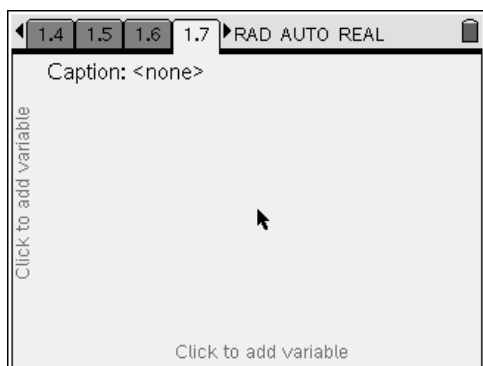 1.4 1.5 1.6 1.7 RAD AUTO REAL
Caption: <none>
Click to add variable
Click to add variable